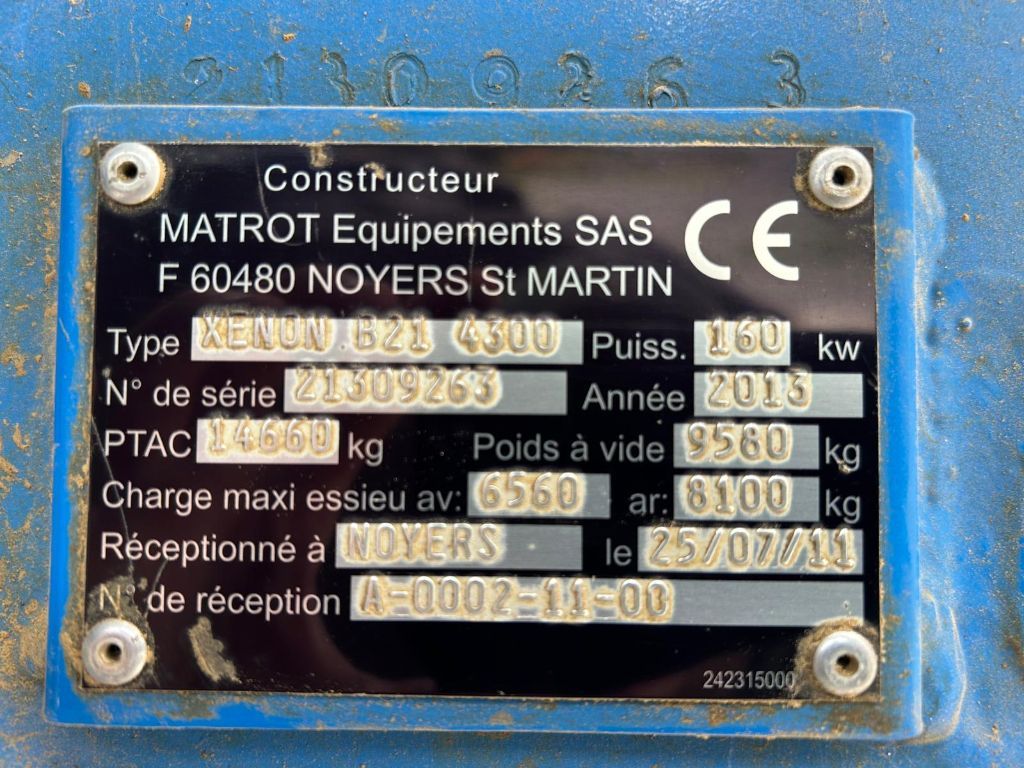 21309263
Constructeur
MATROT Equipements SAS CE
F 60480 NOYERS St MARTIN
Type XENON B21 4300 Puiss. 160 kw
N° de série 21309263 Année 2013
PTAC 14660 kg Poids à vide 9580 kg
Charge maxi essieu av: 6560 ar: 8100 kg
Réceptionné à NOYERS le 25/07/11
N° de réception A-0002-11-00
242315000